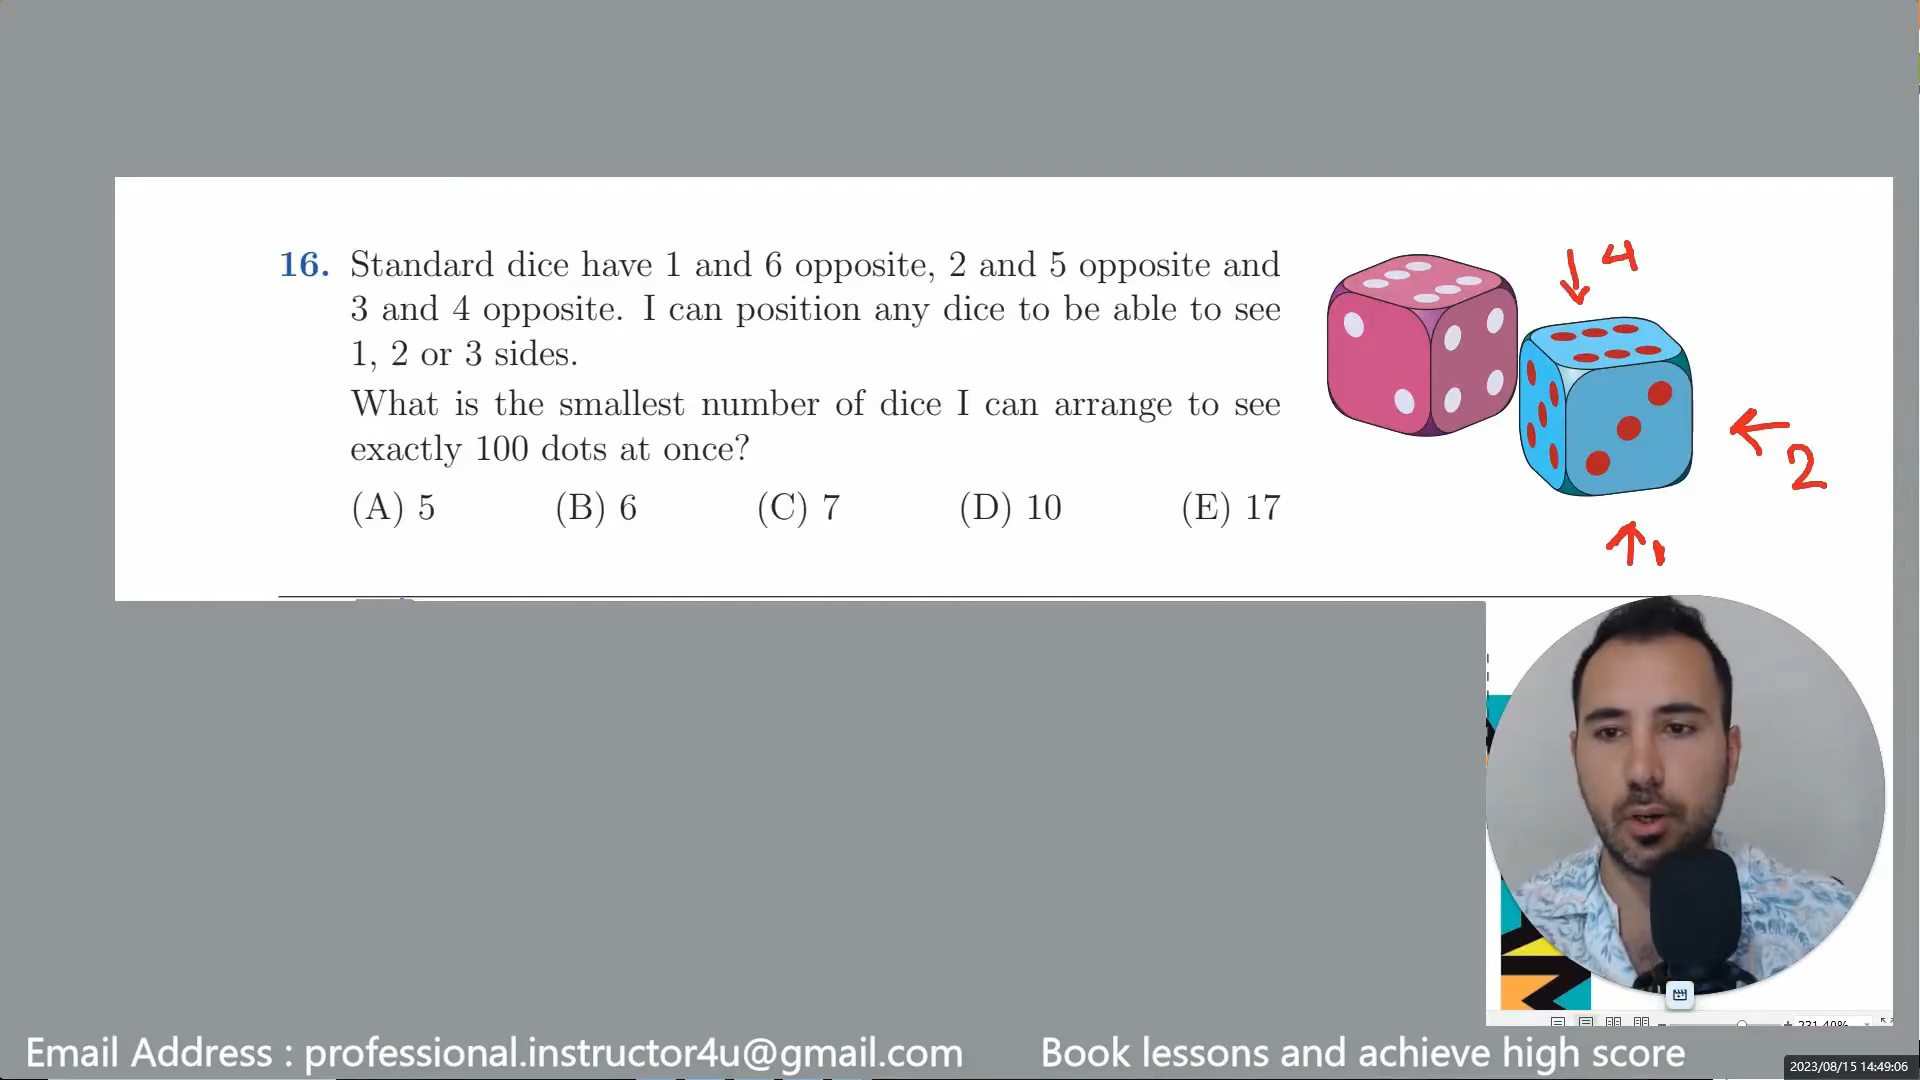 16. Standard dice have 1 and 6 opposite, 2 and 5 opposite and
3 and 4 opposite. I can position any dice to be able to see
1, 2 or 3 sides.
What is the smallest number of dice I can arrange to see
exactly 100 dots at once?
(A) 5 (B) 6 (C) 7 (D) 10 (E) 17
4
2
1
231.40%
Email Address : professional.instructor4u@gmail.com Book lessons and achieve high score
2023/08/15 14:49:06